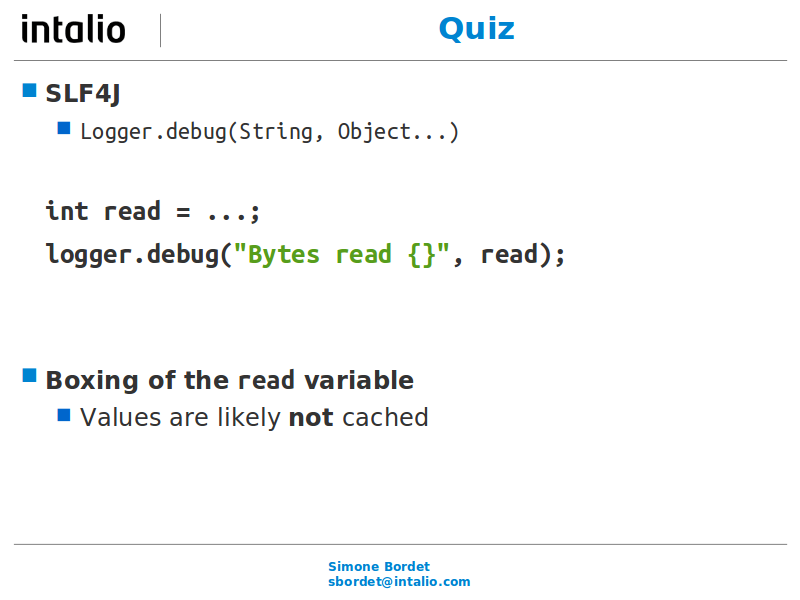 intalio
Quiz
SLF4J
Logger.debug(String, Object...)
int read = ...;
logger.debug("Bytes read {}", read);
Boxing of the read variable
Values are likely not cached
Simone Bordet
sbordet@intalio.com